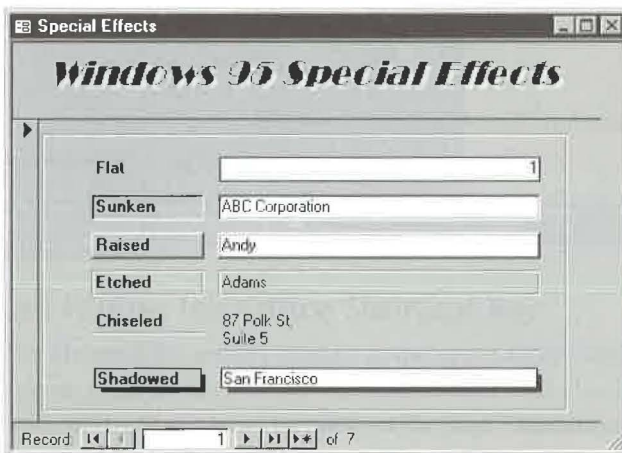 Special Effects
Windows 95 Special Effects
Flat 1
Sunken ABC Corporation
Raised Andy
Etched Adams
Chiseled 87 Polk St.
Suite 5
Shadowed San Francisco
Record: 1 of 7